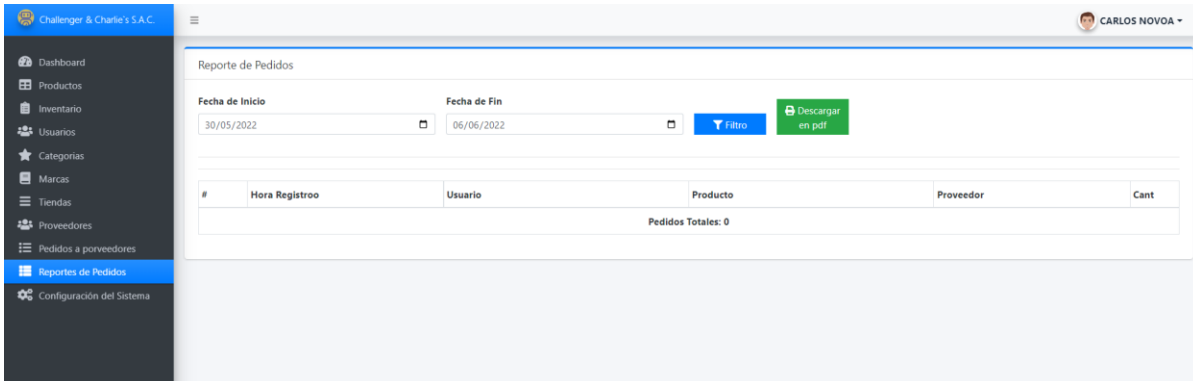 Challenger & Charlie's S.A.C.
CARLOS NOVOA
Dashboard
Productos
Inventario
Usuarios
Categorias
Marcas
Tiendas
Proveedores
Pedidos a porveedores
Reportes de Pedidos
Configuración del Sistema
Reporte de Pedidos
Fecha de Inicio
Fecha de Fin
30/05/2022
06/06/2022
Filtro
Descargar
en pdf
# Hora Registroo Usuario Producto Proveedor Cant
Pedidos Totales: 0